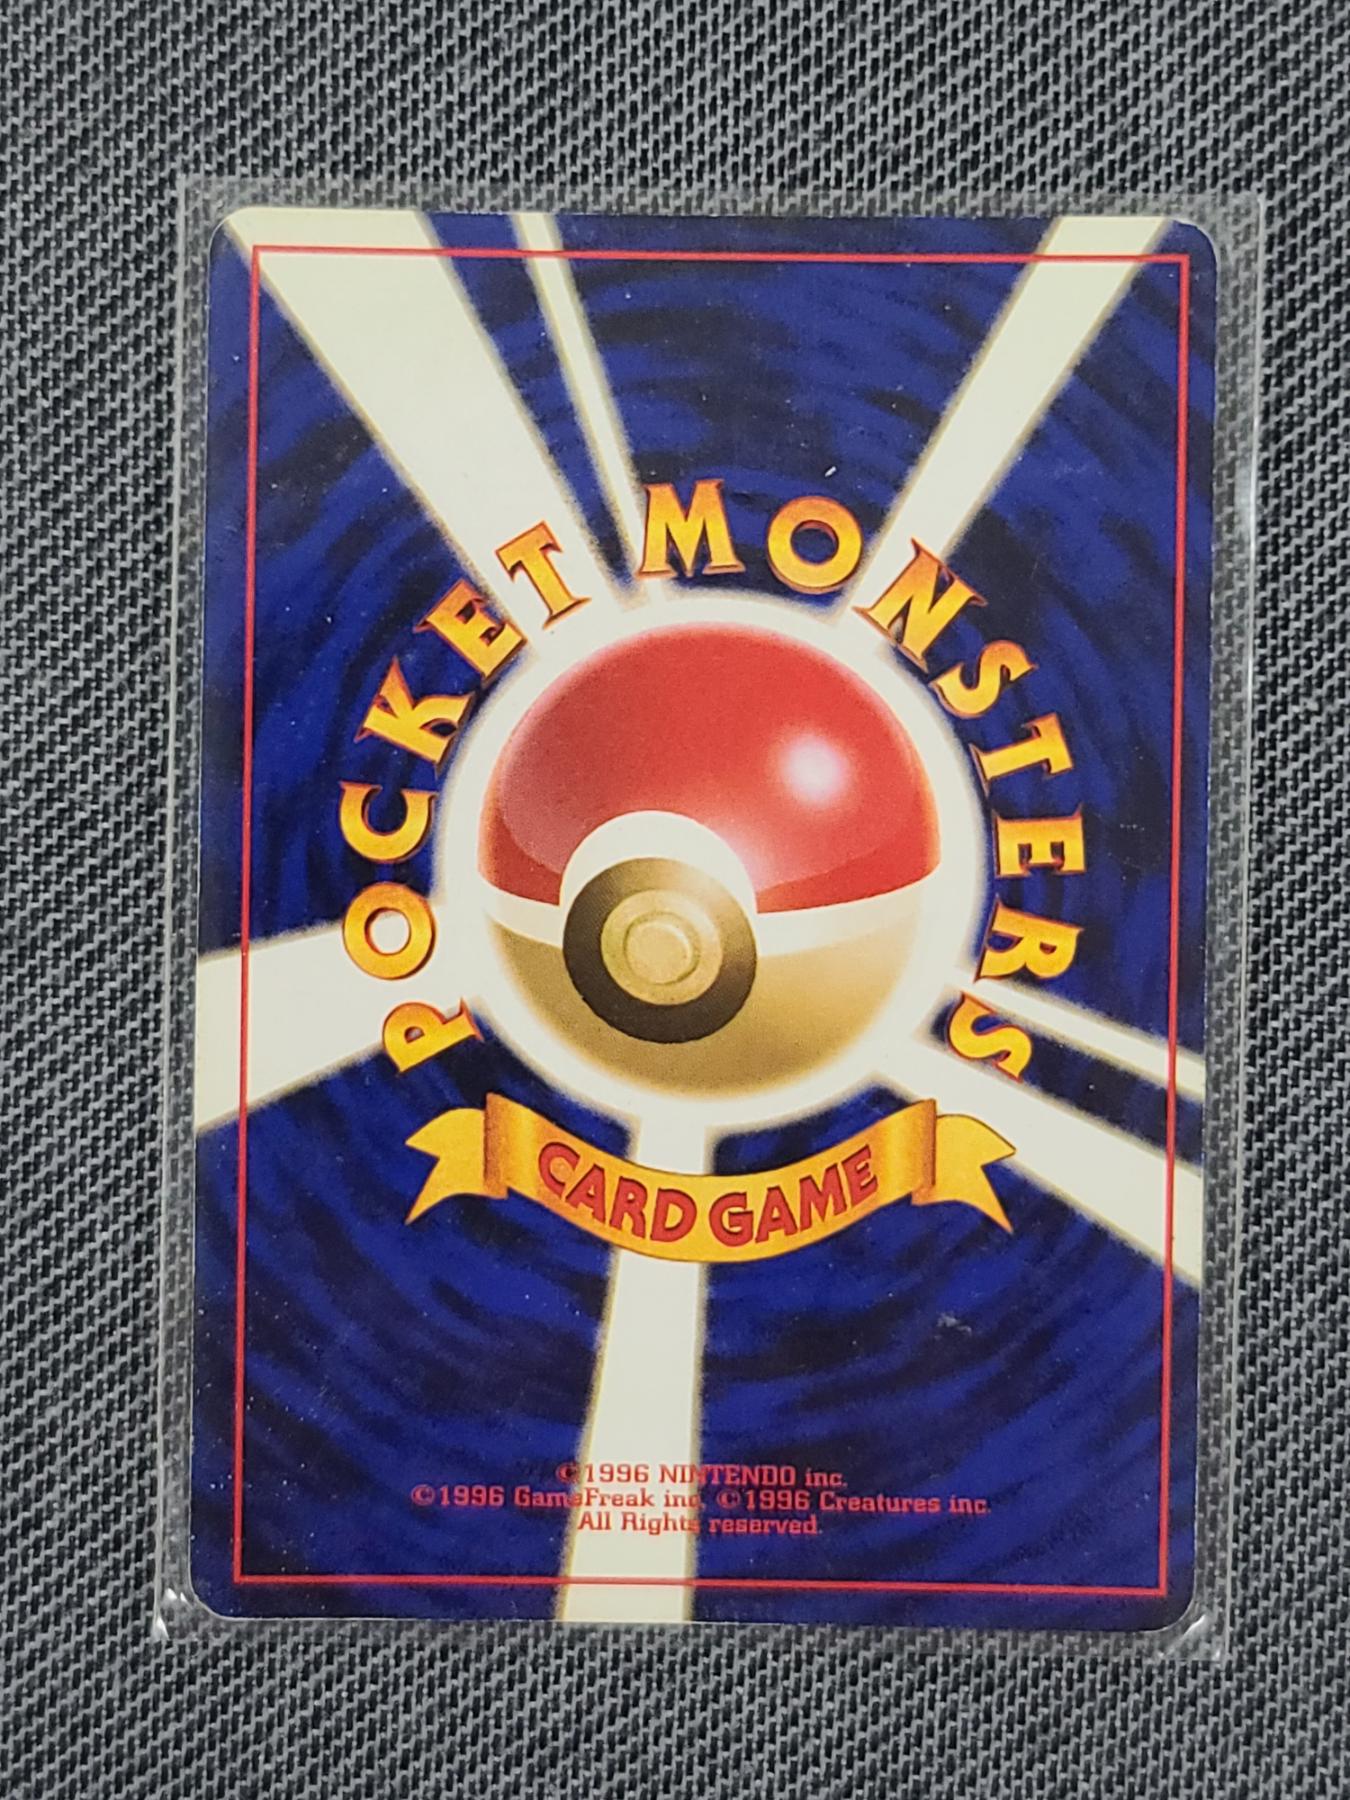 POCKET MONSTERS
CARD GAME
©1996 NINTENDO inc.
©1996 GameFreak inc. ©1996 Creatures inc.
All Rights reserved.